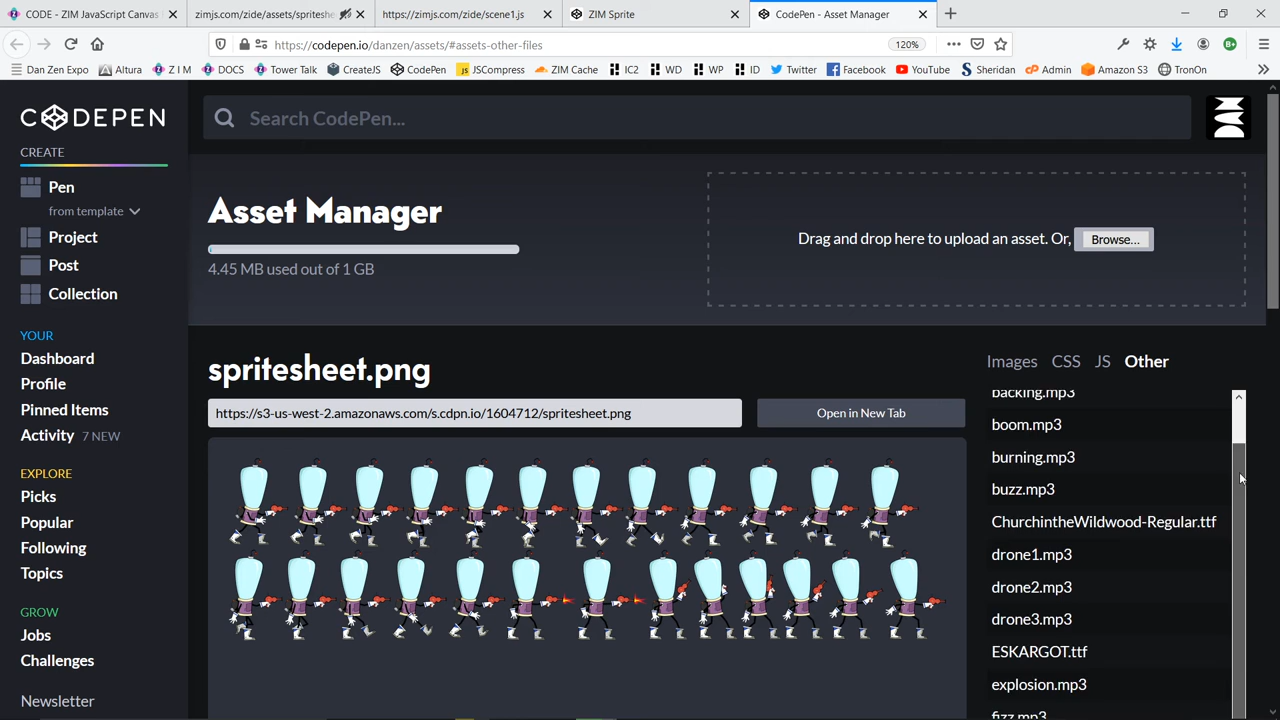 CODE - ZIM JavaScript Canvas
zimjs.com/zide/assets/spriteshe
https://zimjs.com/zide/scene1.js
ZIM Sprite
CodePen - Asset Manager
https://codepen.io/danzen/assets/#assets-other-files
120%
Dan Zen Expo
Altura
Z I M
DOCS
Tower Talk
CreateJS
CodePen
JSCompress
ZIM Cache
IC2
WD
WP
ID
Twitter
Facebook
YouTube
Sheridan
Admin
Amazon S3
TronOn
CODEPEN
Search CodePen...
CREATE
Pen
from template
Project
Post
Collection
YOUR
Dashboard
Profile
Pinned Items
Activity 7 NEW
EXPLORE
Picks
Popular
Following
Topics
GROW
Jobs
Challenges
Newsletter
Asset Manager
4.45 MB used out of 1 GB
Drag and drop here to upload an asset. Or, Browse...
spritesheet.png
https://s3-us-west-2.amazonaws.com/s.cdpn.io/1604712/spritesheet.png
Open in New Tab
Images CSS JS Other
backing.mp3
boom.mp3
burning.mp3
buzz.mp3
ChurchintheWildwood-Regular.ttf
drone1.mp3
drone2.mp3
drone3.mp3
ESKARGOT.ttf
explosion.mp3
fizz.mp3